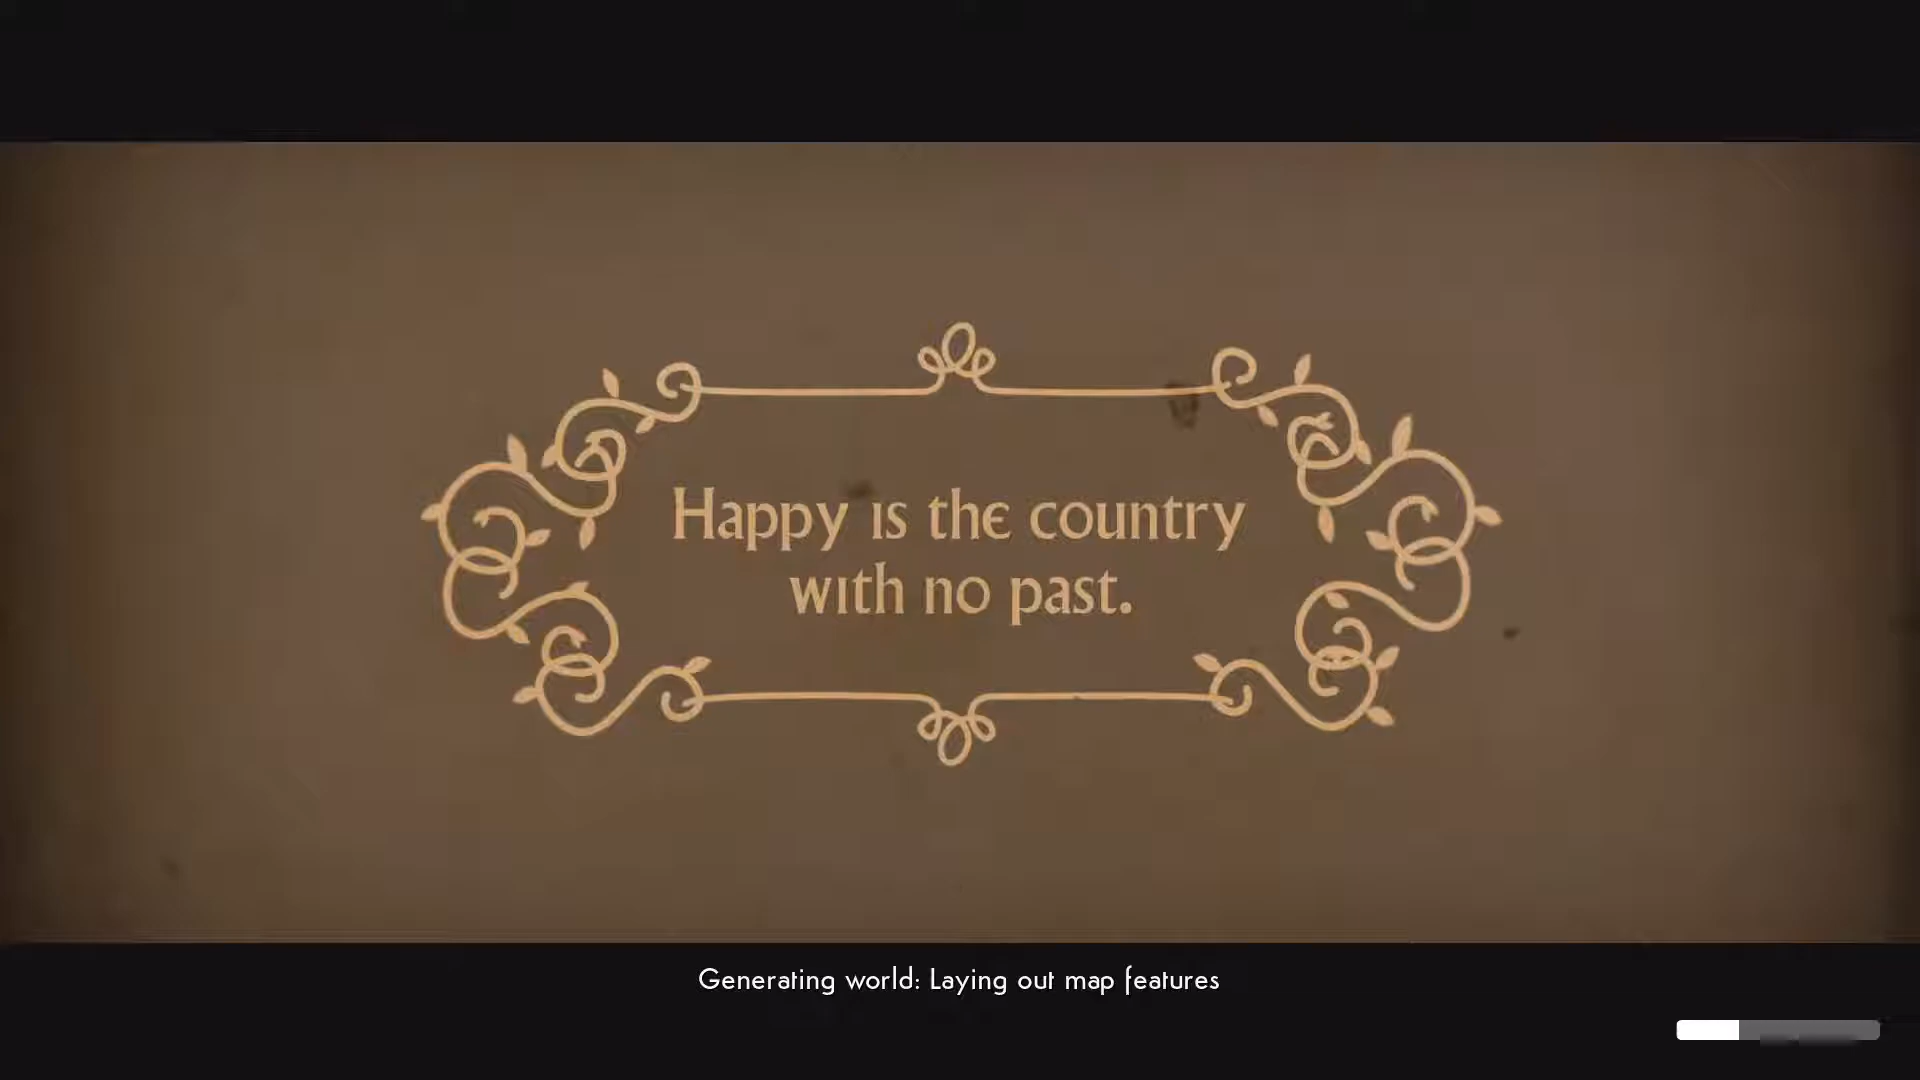 Happy is the country
with no past.
Generating world: Laying out map features